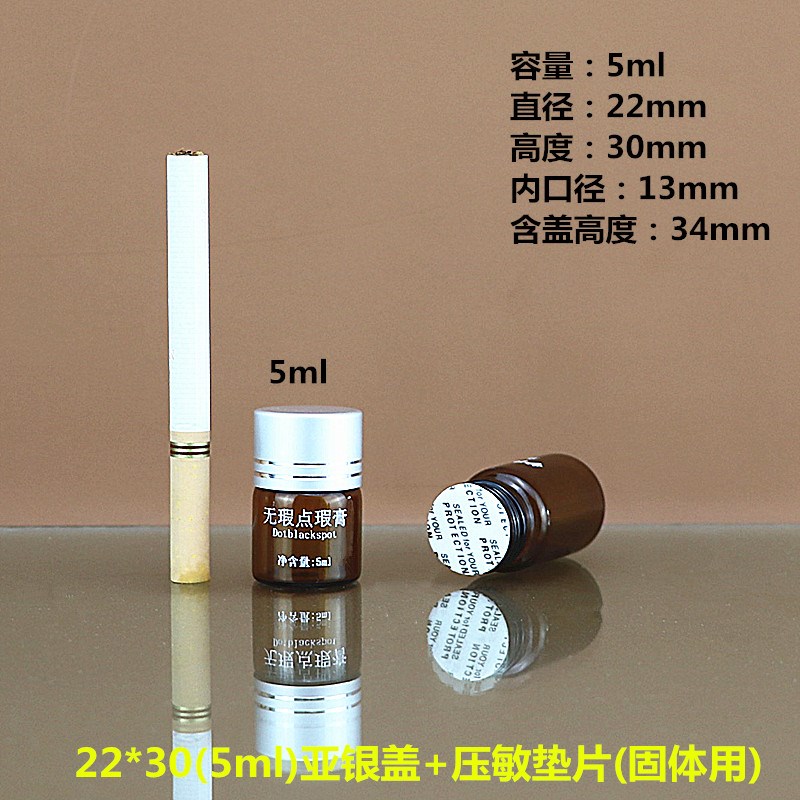 容量：5ml
直径：22mm
高度：30mm
内口径：13mm
含盖高度：34mm
5ml
无瑕点瑕膏
Dotblackspot
净含量:5ml
for YOUR
SEALED for YOUR
PROTECTION
22*30(5ml)亚银盖+压敏垫片(固体用)